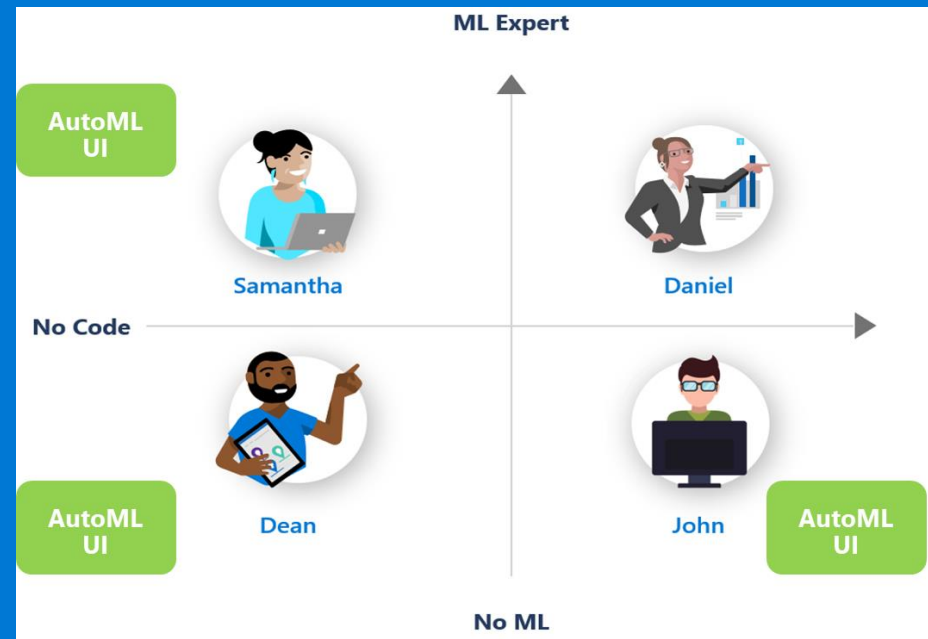 ML Expert
AutoML
UI
Samantha
Daniel
No Code
Dean
John
AutoML
UI
AutoML
UI
No ML